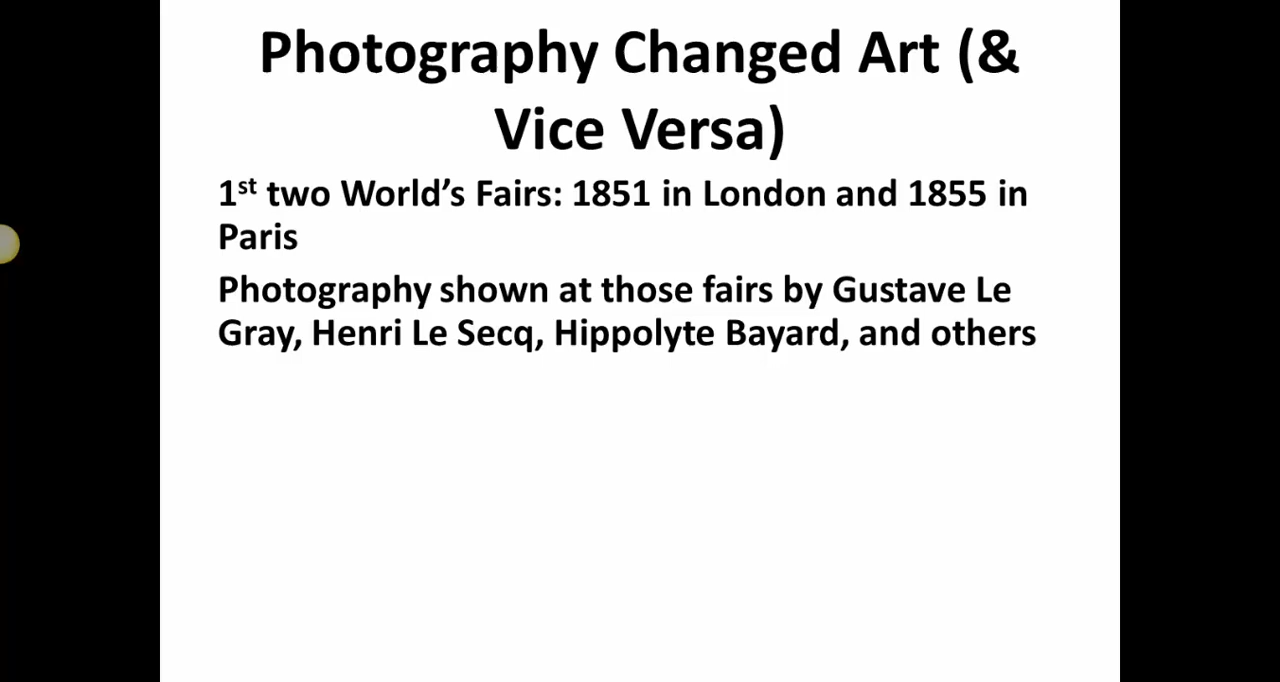 Photography Changed Art (&
Vice Versa)
1st two World’s Fairs: 1851 in London and 1855 in
Paris
Photography shown at those fairs by Gustave Le
Gray, Henri Le Secq, Hippolyte Bayard, and others